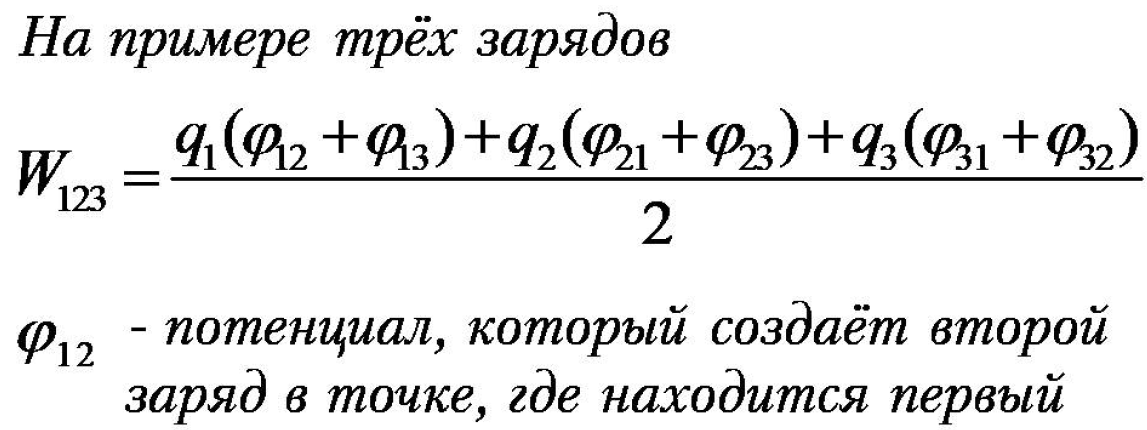 На примере трёх зарядов
W₁₂₃ = (q₁(φ₁₂ + φ₁₃) + q₂(φ₂₁ + φ₂₃) + q₃(φ₃₁ + φ₃₂)) / 2
φ₁₂ - потенциал, который создаёт второй
заряд в точке, где находится первый